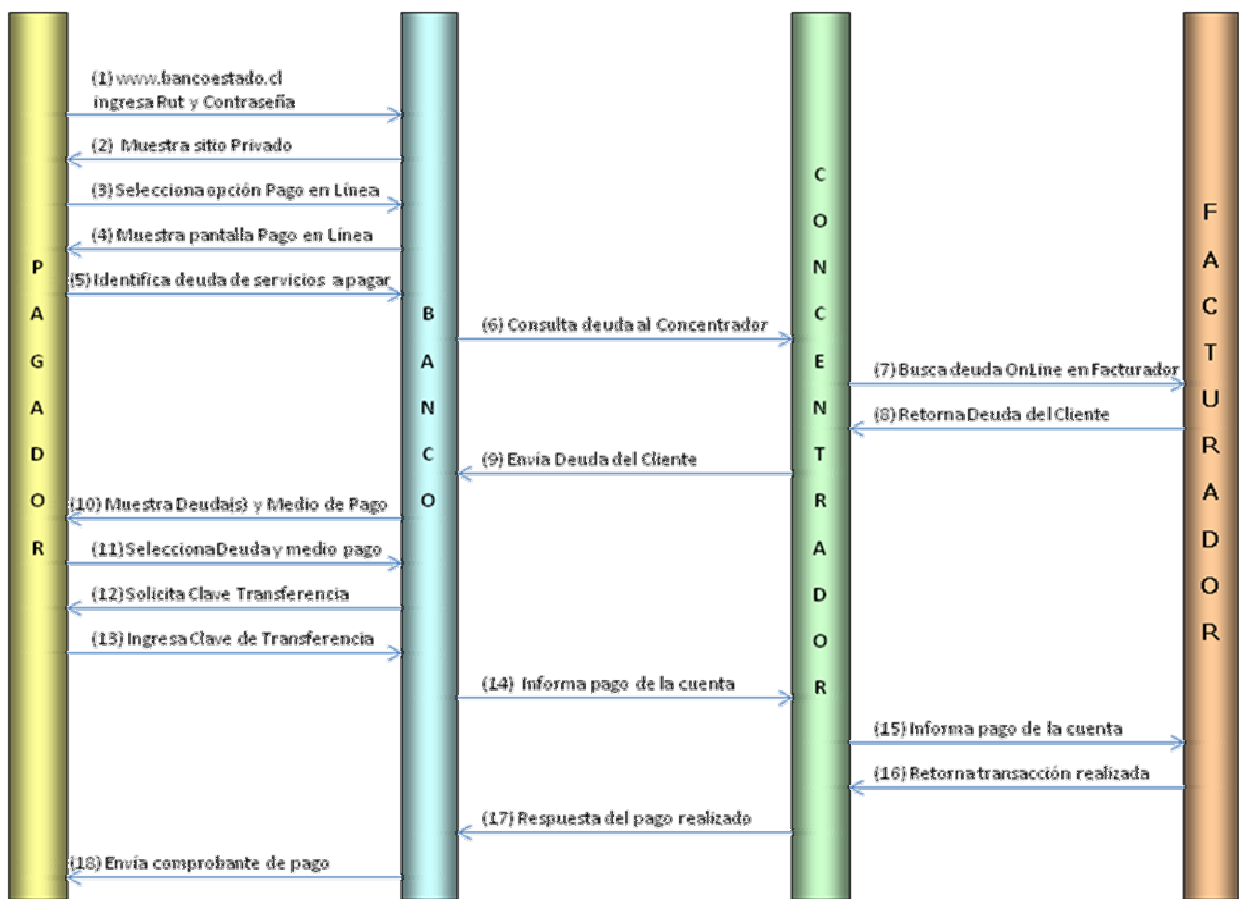 (1) www.bancoestado.cl
ingresa Rut y Contraseña
(2) Muestra sitio Privado
(3) Selecciona opción Pago en Línea
(4) Muestra pantalla Pago en Línea
(5) Identifica deuda de servicios a pagar
(6) Consulta deuda al Concentrador
(7) Busca deuda OnLine en Facturador
(8) Retorna Deuda del Cliente
(9) Envía Deuda del Cliente
(10) Muestra Deuda(s) y Medio de Pago
(11) Selecciona Deuda y medio pago
(12) Solicita Clave Transferencia
(13) Ingresa Clave de Transferencia
(14) Informa pago de la cuenta
(15) Informa pago de la cuenta
(16) Retorna transacción realizada
(17) Respuesta del pago realizado
(18) Envía comprobante de pago
PAGADOR
BANCO
CONCENTRADOR
FACTURADOR